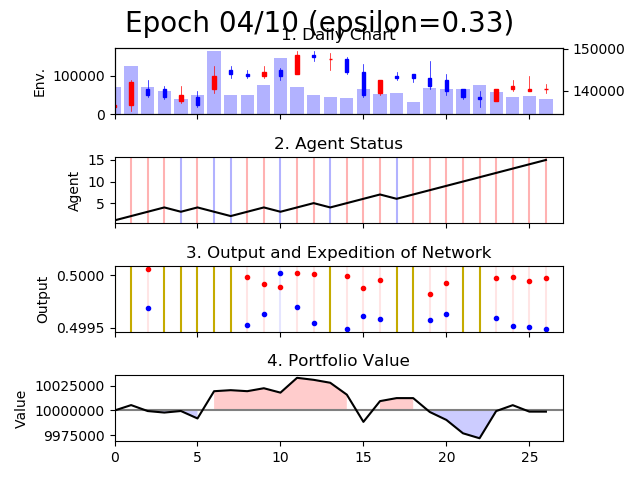 Epoch 04/10 (epsilon=0.33)
1. Daily Chart
Env.
100000
0
150000
140000
2. Agent Status
Agent
15
10
5
3. Output and Expedition of Network
Output
0.5000
0.4995
4. Portfolio Value
Value
10025000
10000000
9975000
0 5 10 15 20 25